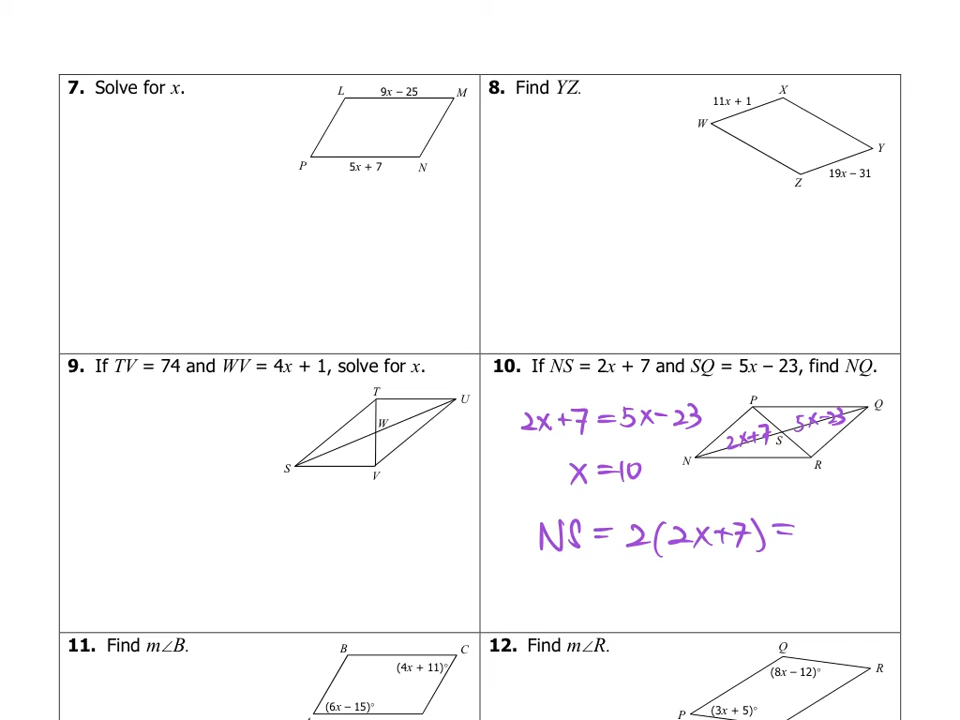 7. Solve for x.
L
9x – 25
M
P
5x + 7
N
8. Find YZ.
X
11x + 1
W
Y
Z
19x – 31
9. If TV = 74 and WV = 4x + 1, solve for x.
T
U
W
S
V
10. If NS = 2x + 7 and SQ = 5x – 23, find NQ.
2x+7 = 5x-23
x = 10
NS = 2(2x+7) =
P
Q
5x-23
2x+7
S
N
R
11. Find m∠B.
B
C
(4x + 11)°
(6x – 15)°
12. Find m∠R.
Q
R
(8x – 12)°
P
(3x + 5)°